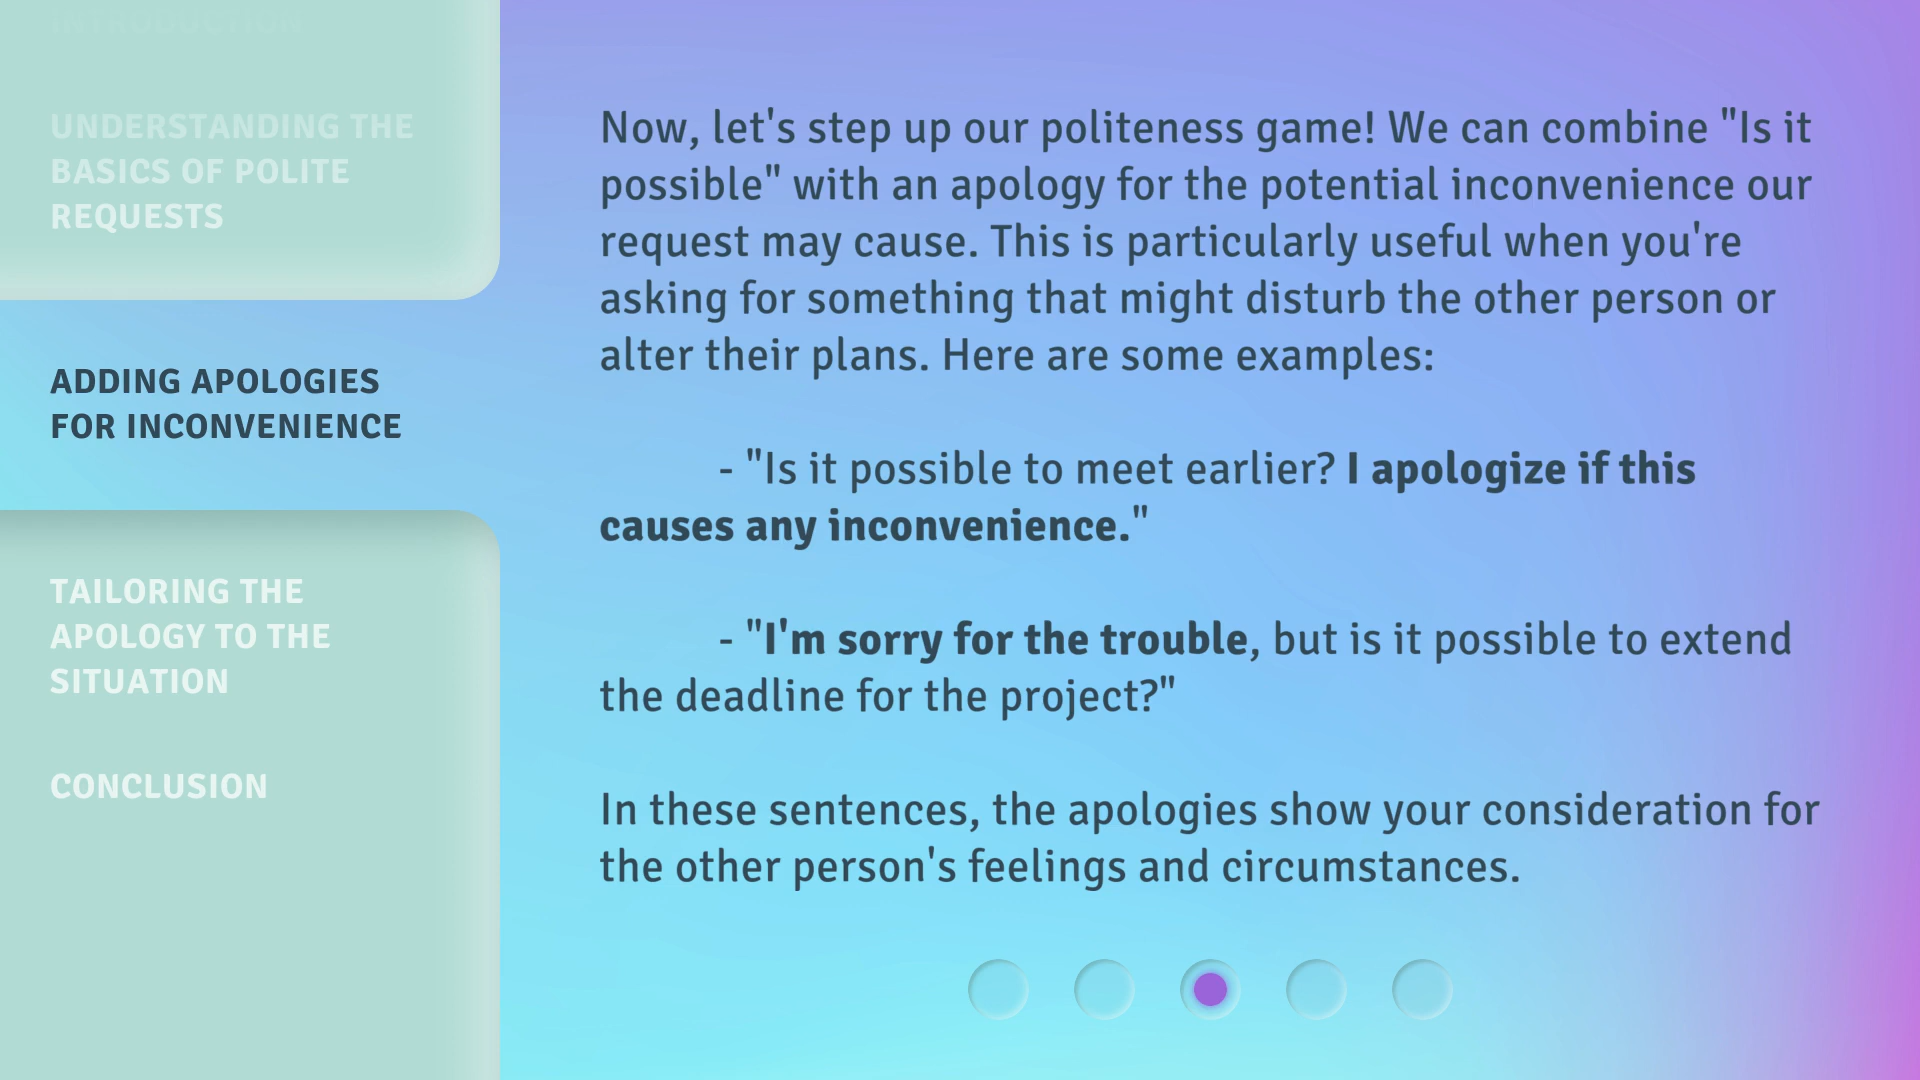 INTRODUCTION
UNDERSTANDING THE
BASICS OF POLITE
REQUESTS
ADDING APOLOGIES
FOR INCONVENIENCE
TAILORING THE
APOLOGY TO THE
SITUATION
CONCLUSION
Now, let's step up our politeness game! We can combine "Is it
possible" with an apology for the potential inconvenience our
request may cause. This is particularly useful when you're
asking for something that might disturb the other person or
alter their plans. Here are some examples:
- "Is it possible to meet earlier? I apologize if this
causes any inconvenience."
- "I'm sorry for the trouble, but is it possible to extend
the deadline for the project?"
In these sentences, the apologies show your consideration for
the other person's feelings and circumstances.